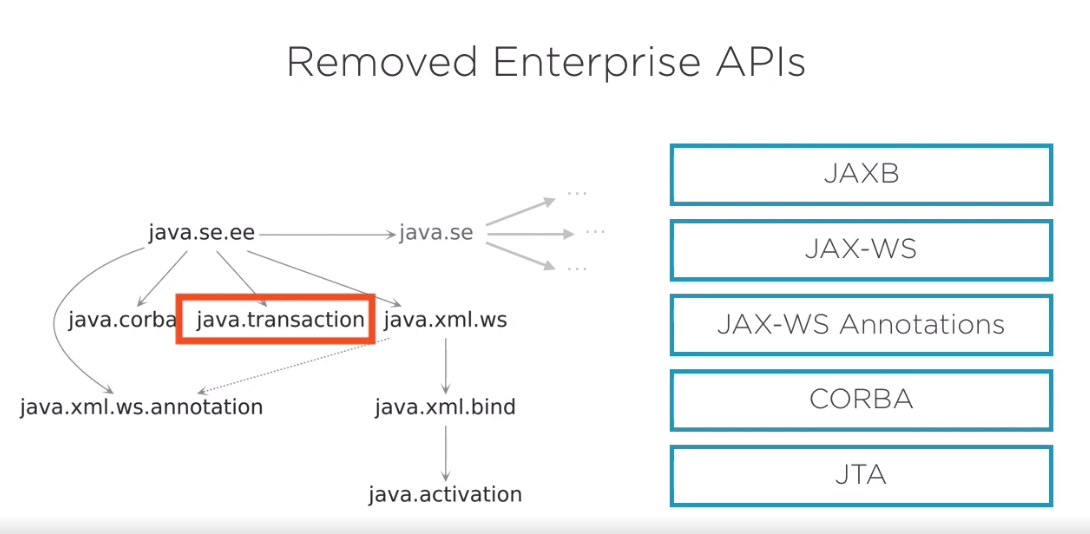 Removed Enterprise APIs
...
java.se.ee
java.se
...
...
java.corba
java.transaction
java.xml.ws
java.xml.ws.annotation
java.xml.bind
java.activation
JAXB
JAX-WS
JAX-WS Annotations
CORBA
JTA